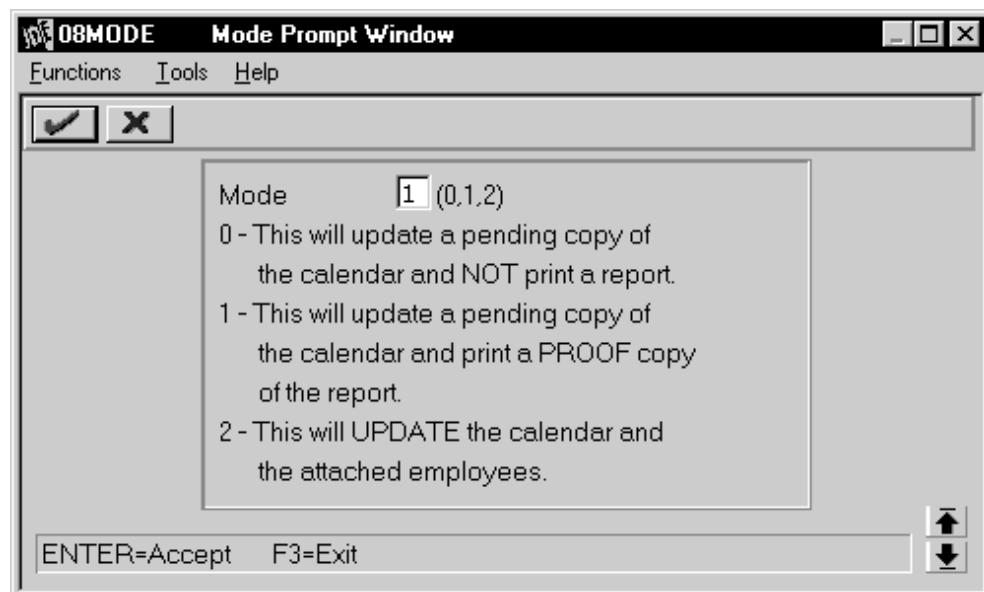 08MODE Mode Prompt Window
Functions Tools Help
Mode 1 (0,1,2)
0 - This will update a pending copy of
the calendar and NOT print a report.
1 - This will update a pending copy of
the calendar and print a PROOF copy
of the report.
2 - This will UPDATE the calendar and
the attached employees.
ENTER=Accept F3=Exit